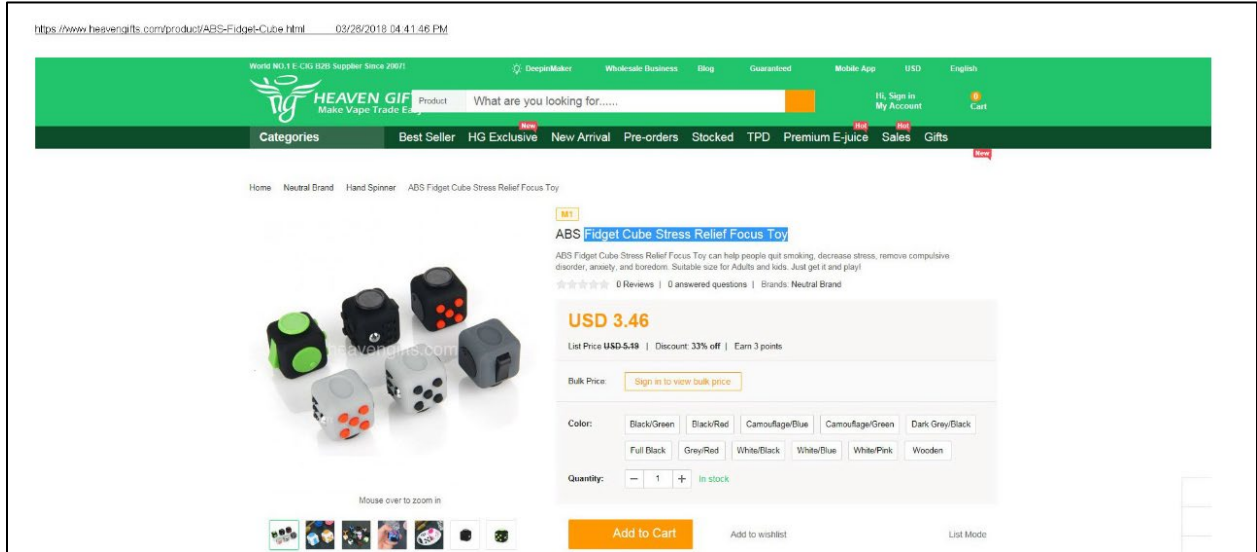 https://www.heavengifts.com/product/ABS-Fidget-Cube.html 03/26/2018 04:41:46 PM
World NO.1 E-CIG B2B Supplier Since 2007! DeepinMaker Wholesale Business Blog Guaranteed Mobile App USD English
HEAVEN GIF Product What are you looking for...... Hi, Sign in 0
Make Vape Trade Ea My Account Cart
New Hot Hot
Categories Best Seller HG Exclusive New Arrival Pre-orders Stocked TPD Premium E-juice Sales Gifts
New
Home Neutral Brand Hand Spinner ABS Fidget Cube Stress Relief Focus Toy
M1
ABS Fidget Cube Stress Relief Focus Toy
ABS Fidget Cube Stress Relief Focus Toy can help people quit smoking, decrease stress, remove compulsive
disorder, anxiety, and boredom. Suitable size for Adults and kids. Just get it and play!
0 Reviews | 0 answered questions | Brands: Neutral Brand
USD 3.46
List Price USD 5.19 | Discount: 33% off | Earn 3 points
heavengifts.com
Bulk Price: Sign in to view bulk price
Color: Black/Green Black/Red Camouflage/Blue Camouflage/Green Dark Grey/Black
Full Black Grey/Red White/Black White/Blue White/Pink Wooden
Quantity: − 1 + In stock
Mouse over to zoom in
Add to Cart Add to wishlist List Mode